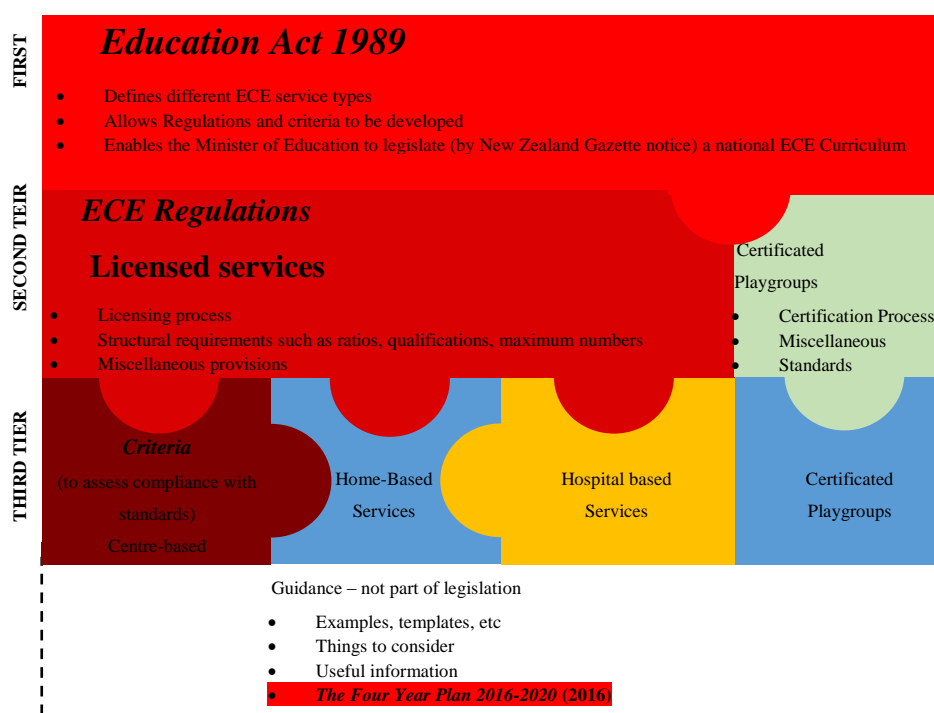 FIRST
Education Act 1989
• Defines different ECE service types
• Allows Regulations and criteria to be developed
• Enables the Minister of Education to legislate (by New Zealand Gazette notice) a national ECE Curriculum
SECOND TEIR
ECE Regulations
Licensed services
• Licensing process
• Structural requirements such as ratios, qualifications, maximum numbers
• Miscellaneous provisions
Certificated
Playgroups
• Certification Process
• Miscellaneous
• Standards
THIRD TIER
Criteria
(to assess compliance with
standards)
Centre-based
Home-Based
Services
Hospital based
Services
Certificated
Playgroups
Guidance – not part of legislation
• Examples, templates, etc
• Things to consider
• Useful information
• The Four Year Plan 2016-2020 (2016)